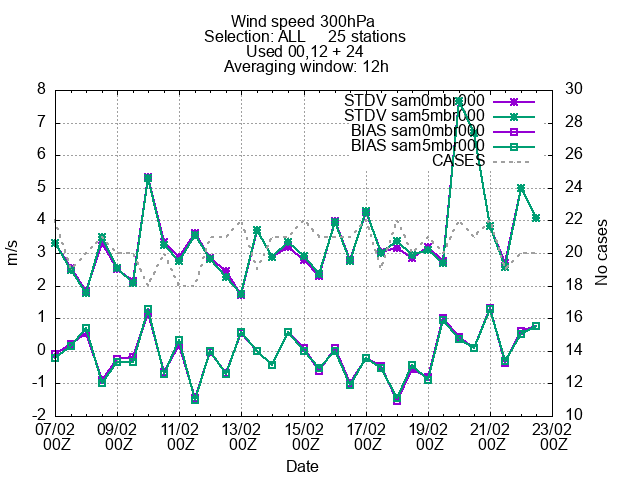 Wind speed 300hPa
Selection: ALL 25 stations
Used 00,12 + 24
Averaging window: 12h
STDV sam0mbr000
STDV sam5mbr000
BIAS sam0mbr000
BIAS sam5mbr000
CASES
8
7
6
5
4
3
2
1
0
-1
-2
m/s
30
28
26
24
22
20
18
16
14
12
10
No cases
07/02 09/02 11/02 13/02 15/02 17/02 19/02 21/02 23/02
00Z 00Z 00Z 00Z 00Z 00Z 00Z 00Z 00Z
Date